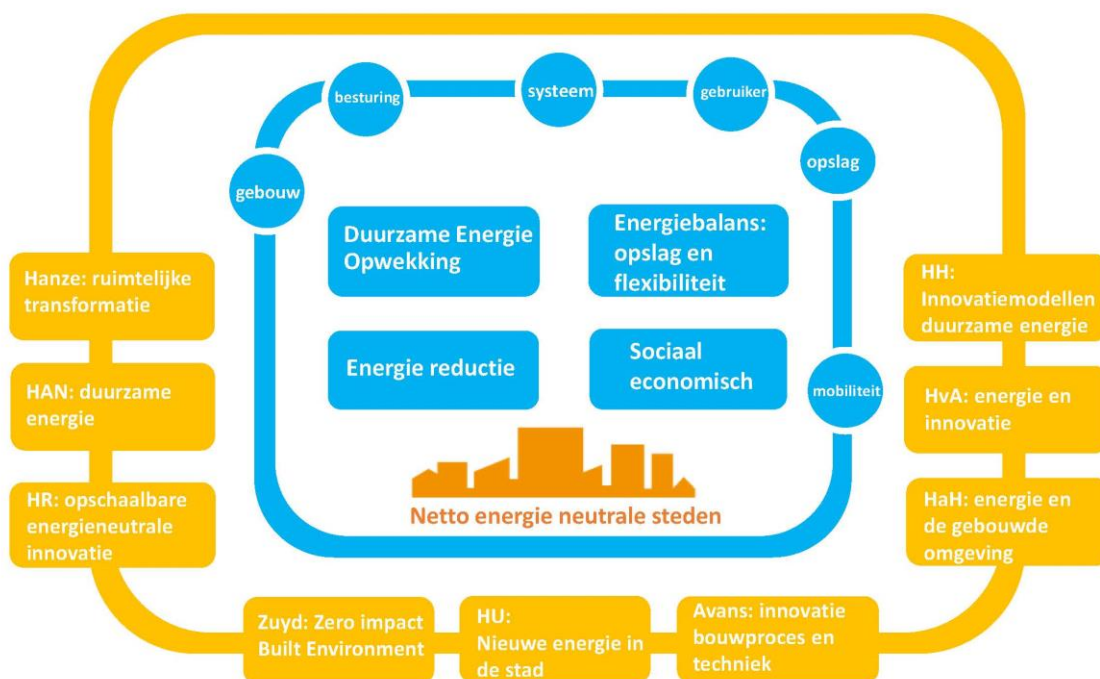 besturing
systeem
gebruiker
opslag
gebouw
mobiliteit
Duurzame Energie
Opwekking
Energiebalans:
opslag en
flexibiliteit
Energie reductie
Sociaal
economisch
Netto energie neutrale steden
Hanze: ruimtelijke
transformatie
HAN: duurzame
energie
HR: opschaalbare
energieneutrale
innovatie
Zuyd: Zero impact
Built Environment
HU:
Nieuwe energie in
de stad
Avans: innovatie
bouwproces en
techniek
HH:
Innovatiemodellen
duurzame energie
HvA: energie en
innovatie
HaH: energie en
de gebouwde
omgeving